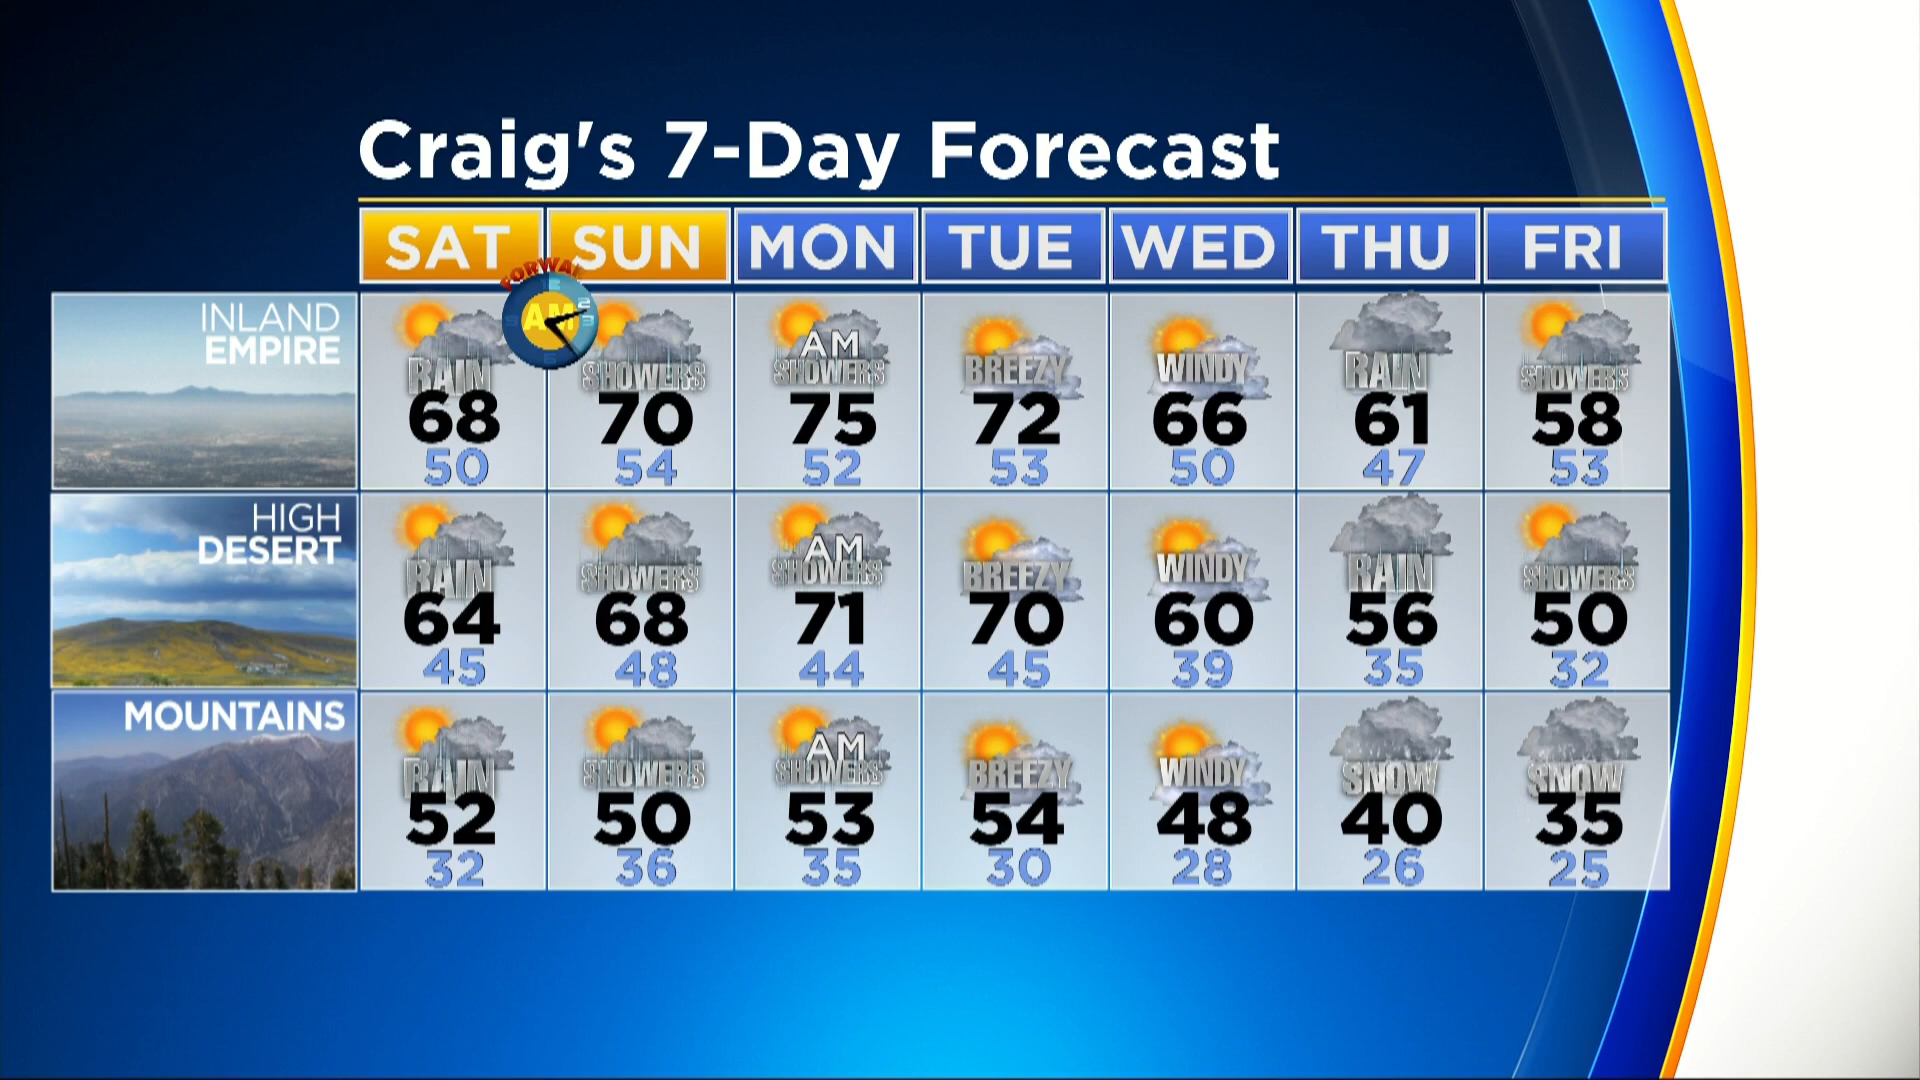 Craig's 7-Day Forecast
SAT SUN MON TUE WED THU FRI
FORWAR
AM
INLAND
EMPIRE
RAIN SHOWERS AM SHOWERS BREEZY WINDY RAIN SHOWERS
68 70 75 72 66 61 58
50 54 52 53 50 47 53
HIGH
DESERT
RAIN SHOWERS AM SHOWERS BREEZY WINDY RAIN SHOWERS
64 68 71 70 60 56 50
45 48 44 45 39 35 32
MOUNTAINS
RAIN SHOWERS AM SHOWERS BREEZY WINDY SNOW SNOW
52 50 53 54 48 40 35
32 36 35 30 28 26 25